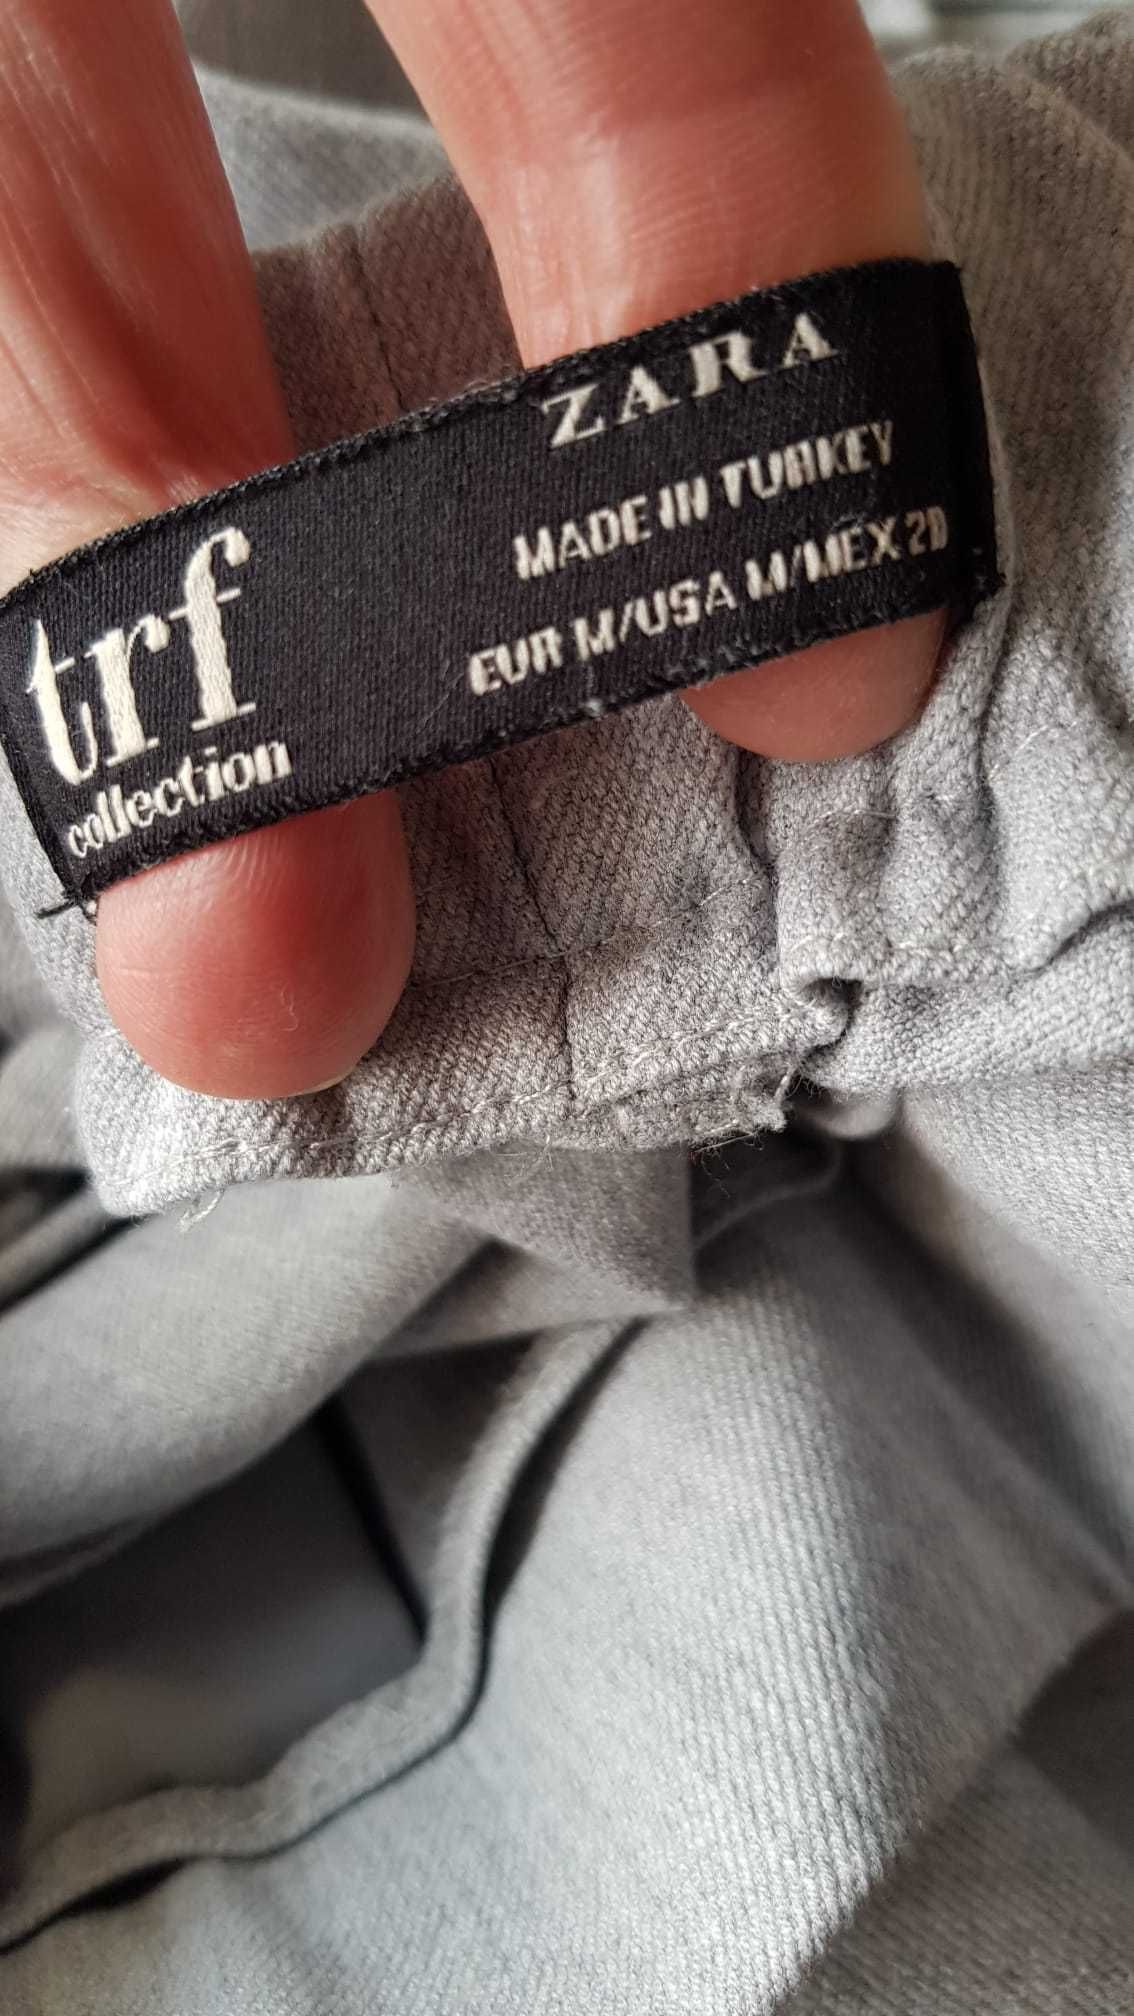 trf
collection
ZARA
MADE IN TURKEY
EUR M/USA M/MEX 28